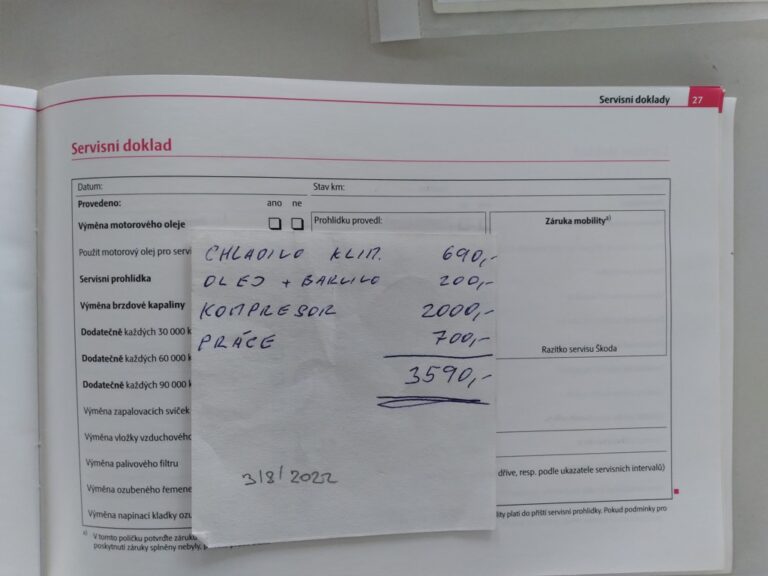 Servisní doklady 27
Servisní doklad
Datum: Stav km:
Provedeno: ano ne
Výměna motorového oleje
Prohlídku provedl:
Záruka mobility a)
Použít motorový olej pro servi
Servisní prohlídka
Výměna brzdové kapaliny
Dodatečně každých 30 000 k
Dodatečně každých 60 000 k
Dodatečně každých 90 000 k
Razítko servisu Škoda
Výměna zapalovacích svíček
Výměna vložky vzduchového
Výměna palivového filtru
Výměna ozubeného řemene
Výměna napínací kladky ozu
CHLADIVO KLIM. 690,-
OLEJ + BARVIVO 200,-
KOMPRESOR 2000,-
PRÁCE 700,-
3590,-
3/8/2022
dříve, resp. podle ukazatele servisních intervalů)
a) V tomto políčku potvrďte záruku
lity platí do příští servisní prohlídky. Pokud podmínky pro
poskytnutí záruky splněny nebyly,